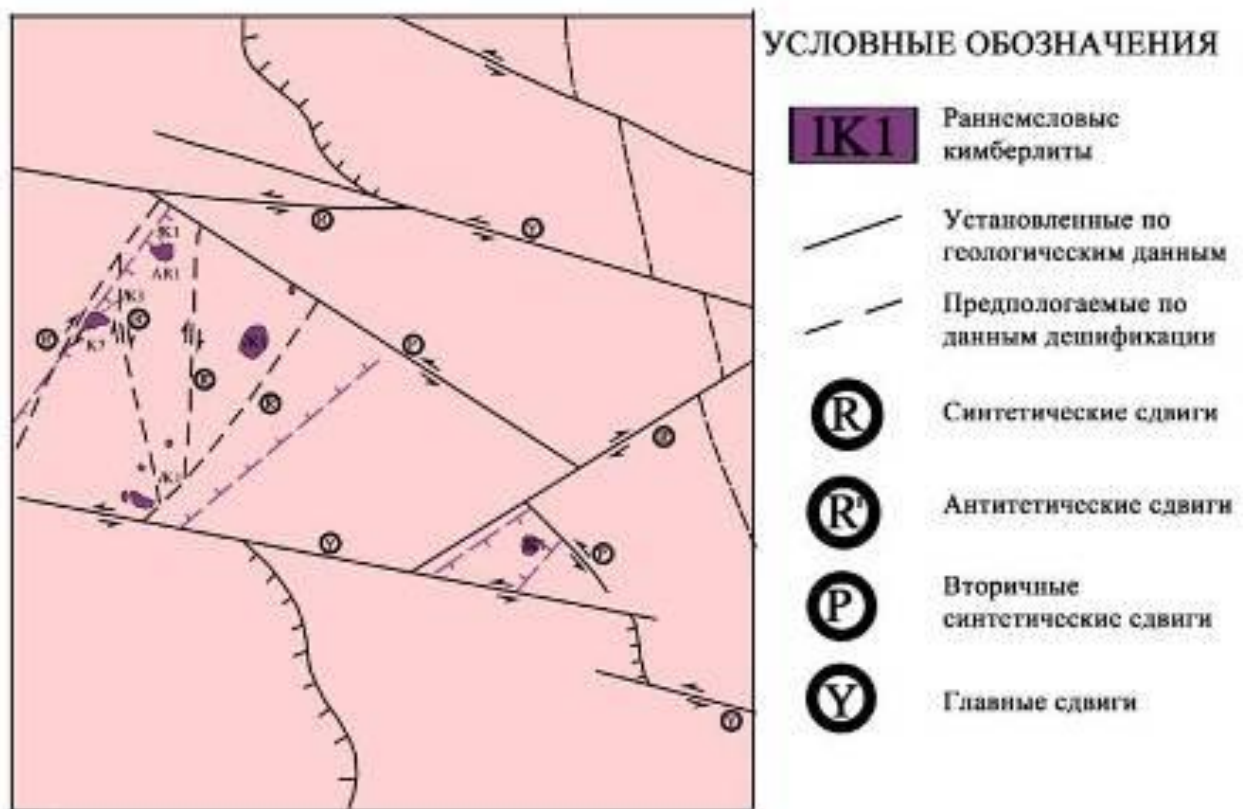 УСЛОВНЫЕ ОБОЗНАЧЕНИЯ
1К1
Раннемеловые
кимберлиты
Установленные по
геологическим данным
Предпологаемые по
данным дешификации
R
Синтетические сдвиги
R'
Антитетические сдвиги
P
Вторичные
синтетические сдвиги
Y
Главные сдвиги
Y
Y
P
Y